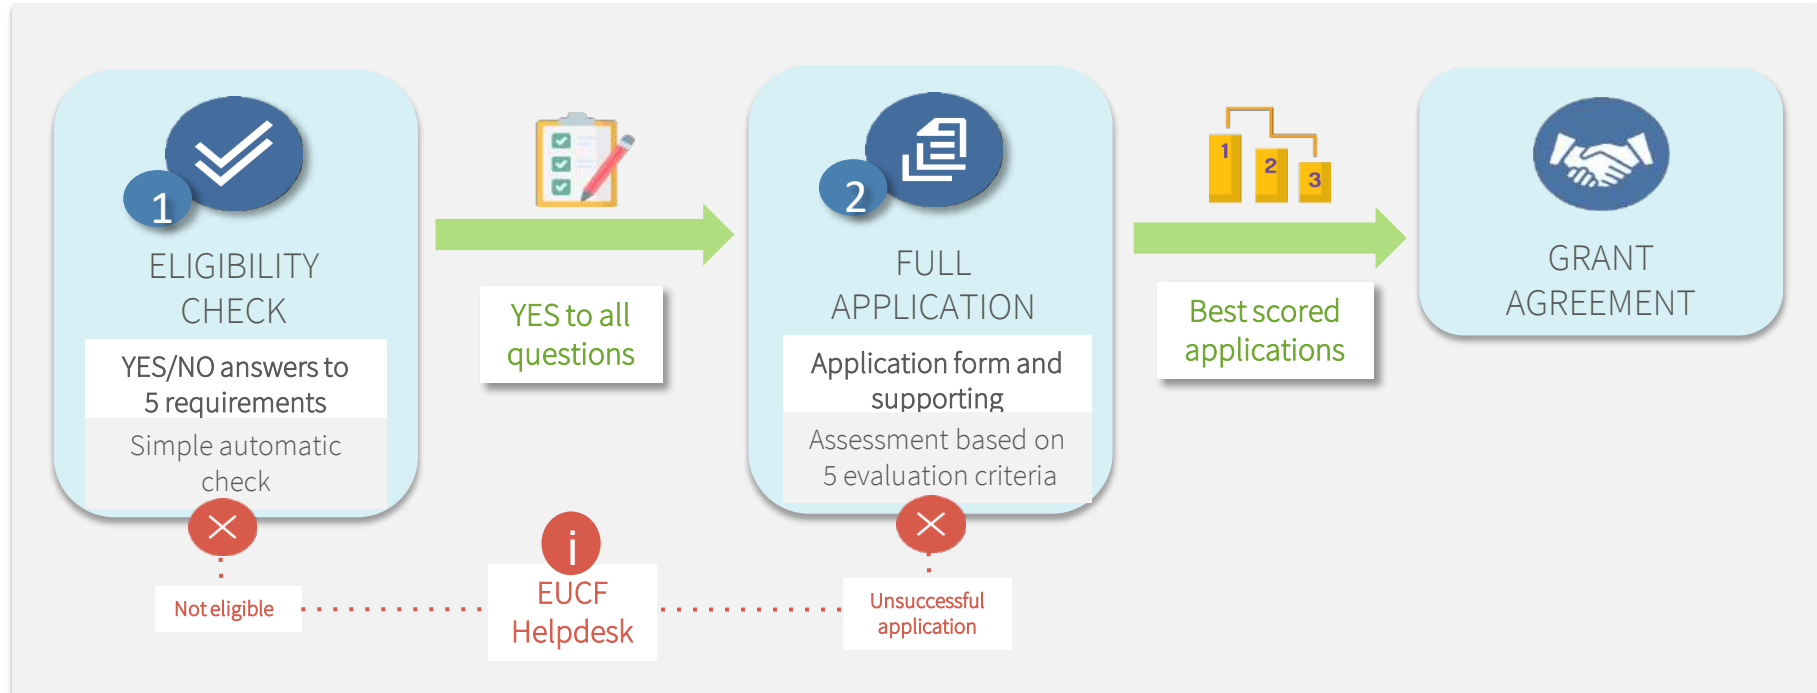 1
ELIGIBILITY
CHECK
YES/NO answers to
5 requirements
Simple automatic
check
YES to all
questions
2
FULL
APPLICATION
Application form and
supporting
Assessment based on
5 evaluation criteria
1
2
3
Best scored
applications
GRANT
AGREEMENT
Not eligible
i
EUCF
Helpdesk
Unsuccessful
application